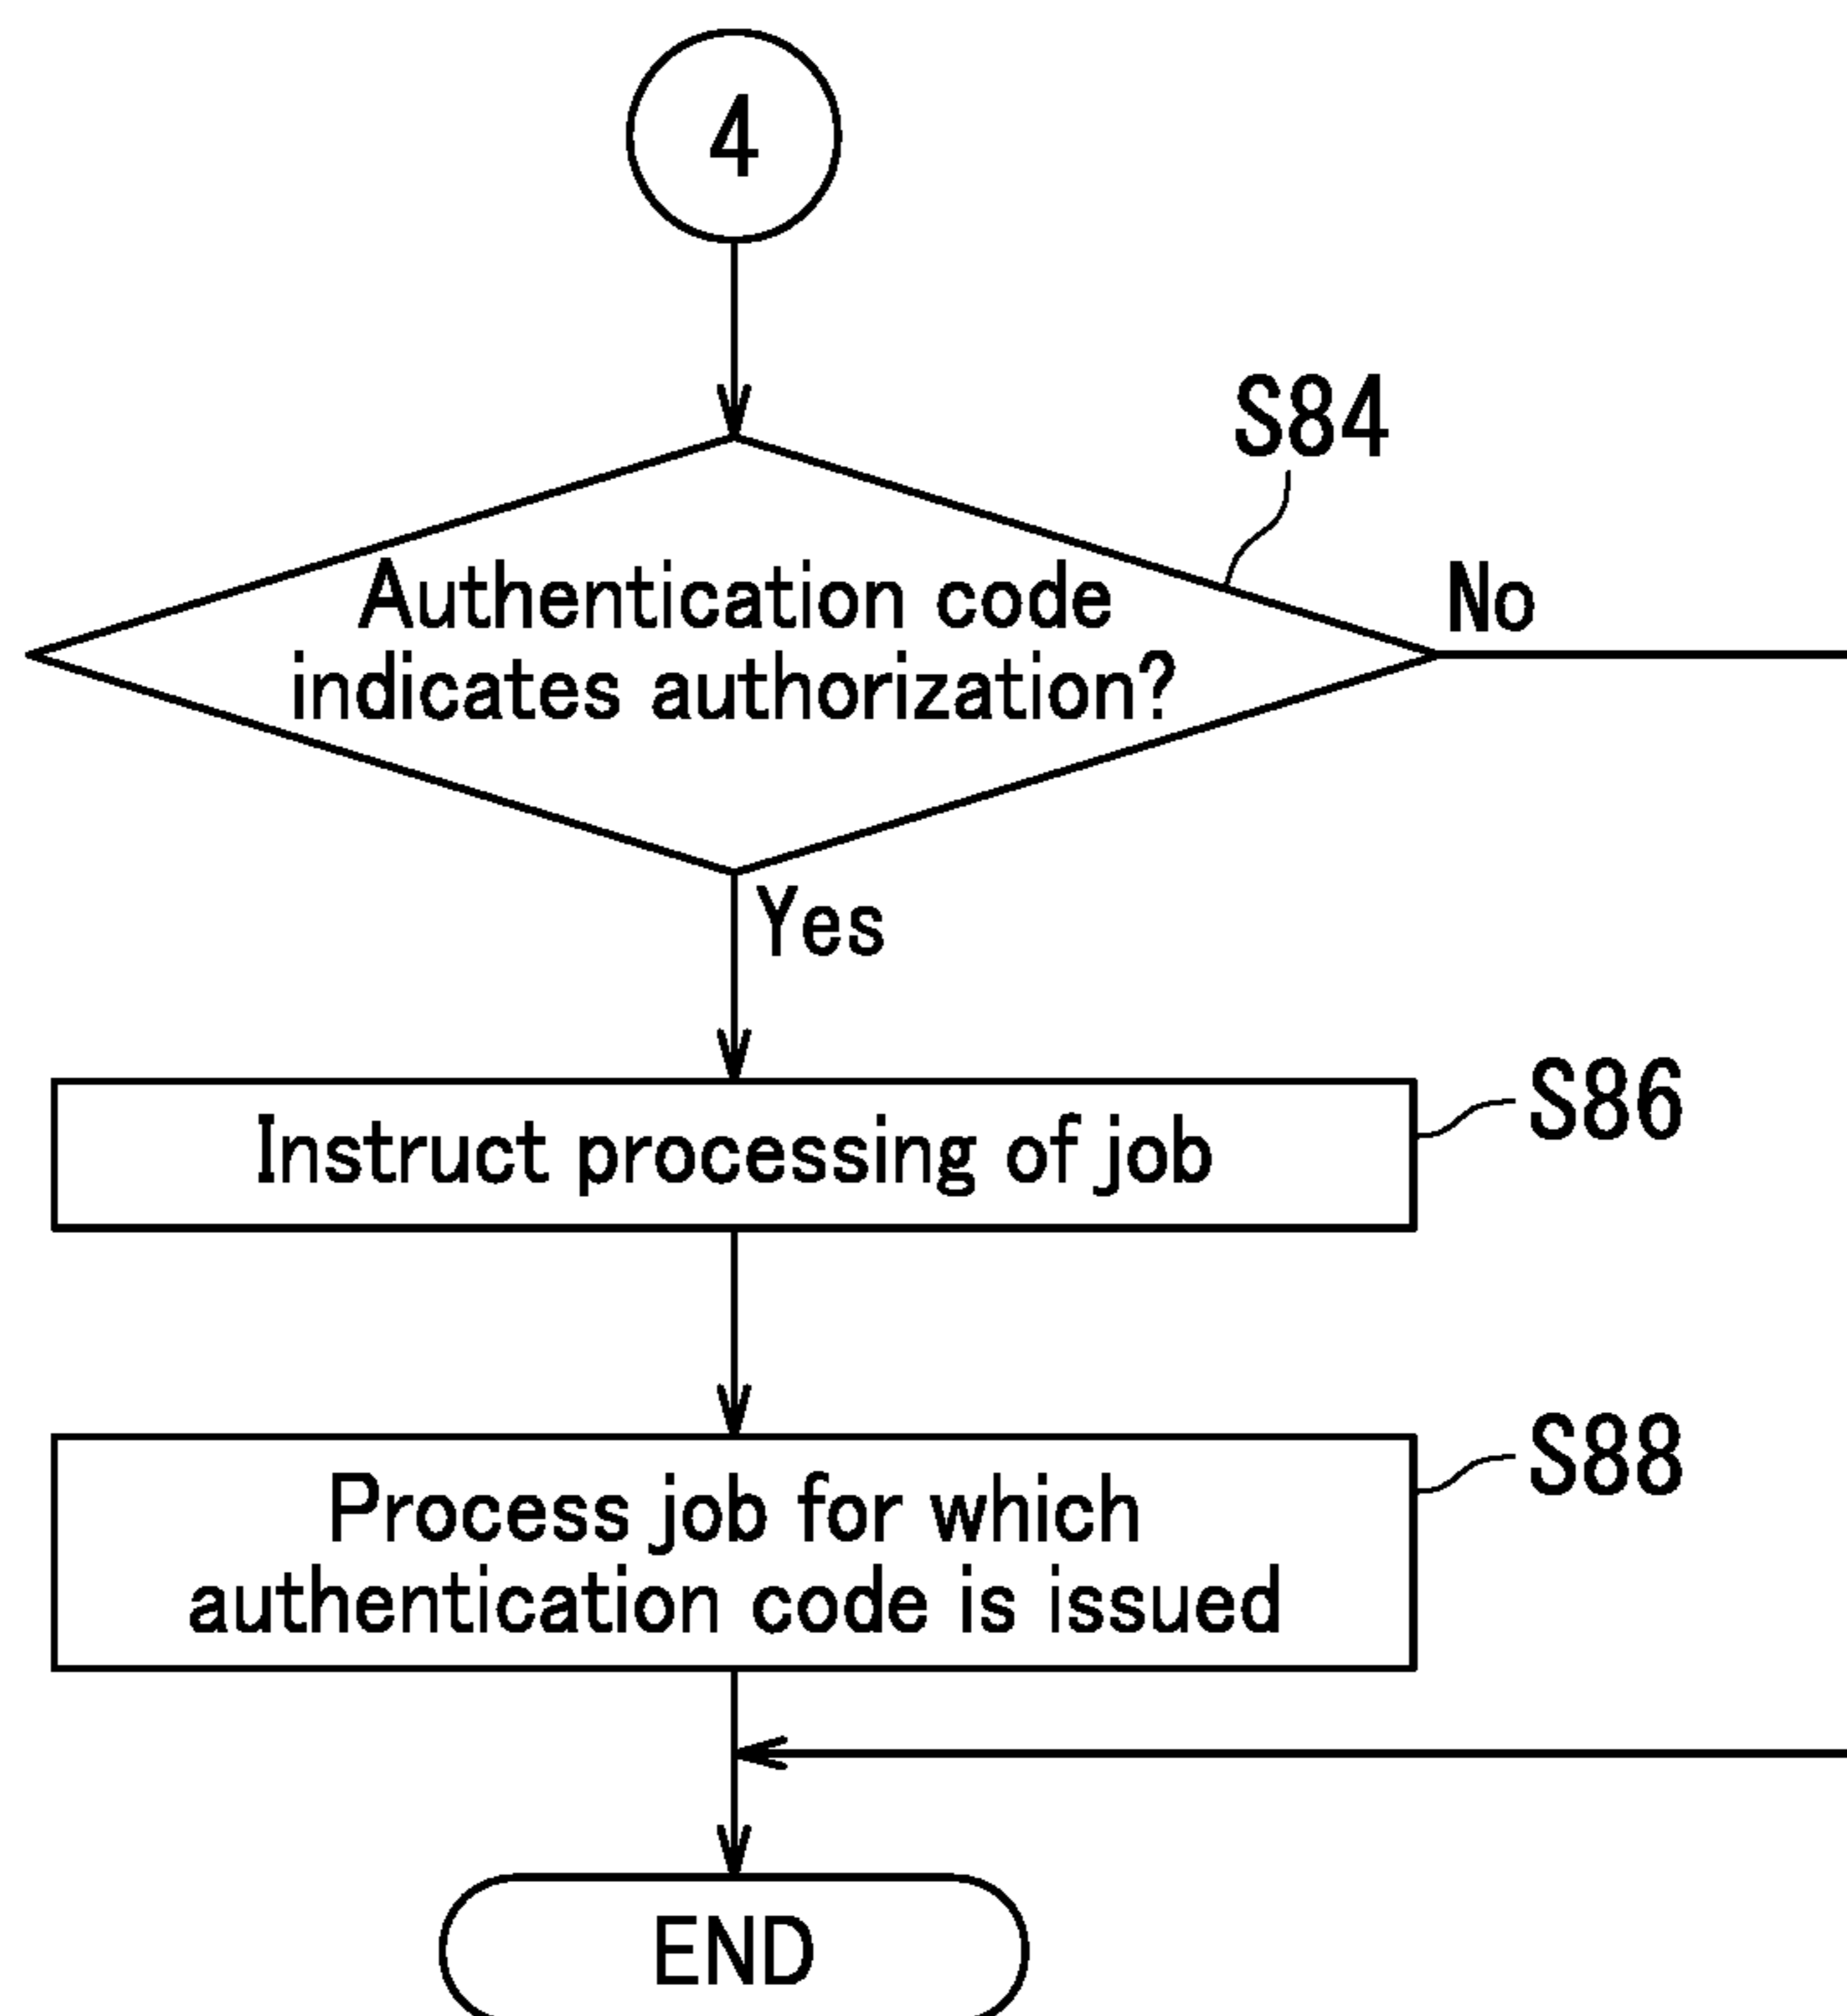 4
S84
Authentication code
indicates authorization?
No
Yes
Instruct processing of job
S86
Process job for which
authentication code is issued
S88
END